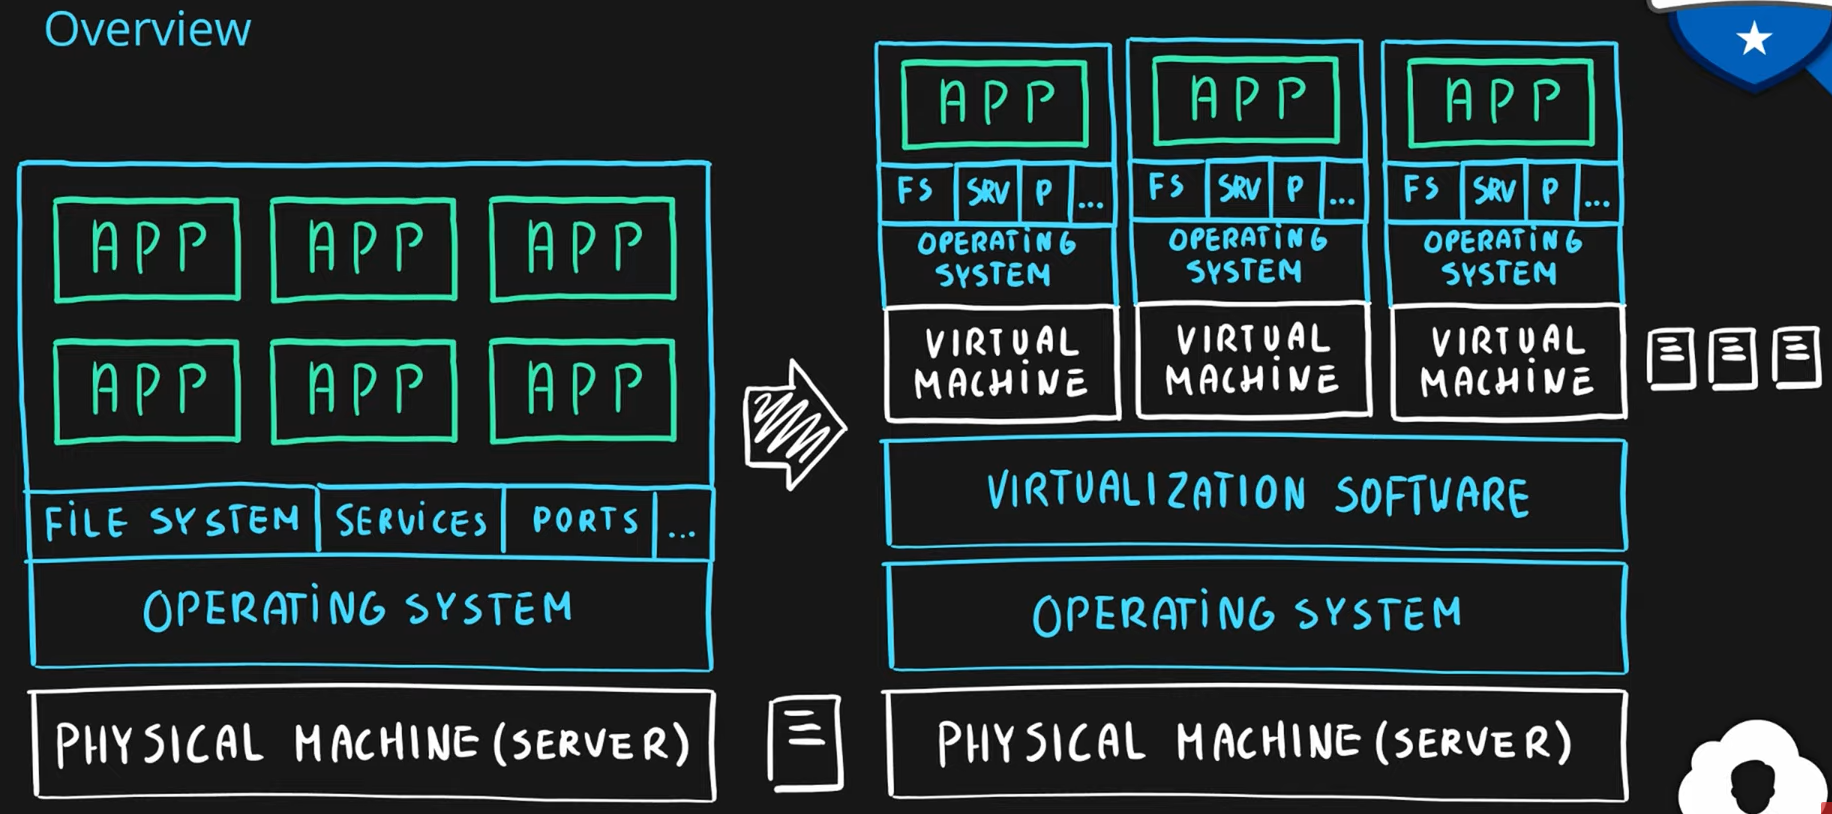 Overview
APP APP APP
APP APP APP
FILE SYSTEM SERVICES PORTS ...
OPERATING SYSTEM
PHYSICAL MACHINE (SERVER)
APP APP APP
FS SRV P ... FS SRV P ... FS SRV P ...
OPERATING OPERATING OPERATING
SYSTEM SYSTEM SYSTEM
VIRTUAL VIRTUAL VIRTUAL
MACHINE MACHINE MACHINE
VIRTUALIZATION SOFTWARE
OPERATING SYSTEM
PHYSICAL MACHINE (SERVER)